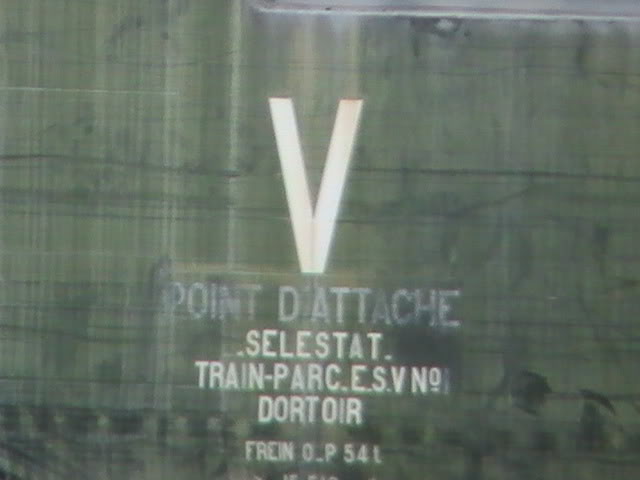 V
POINT D'ATTACHE
.SELESTAT.
TRAIN-PARC.E.S.V Nº1
DORTOIR
FREIN O-P 54 t